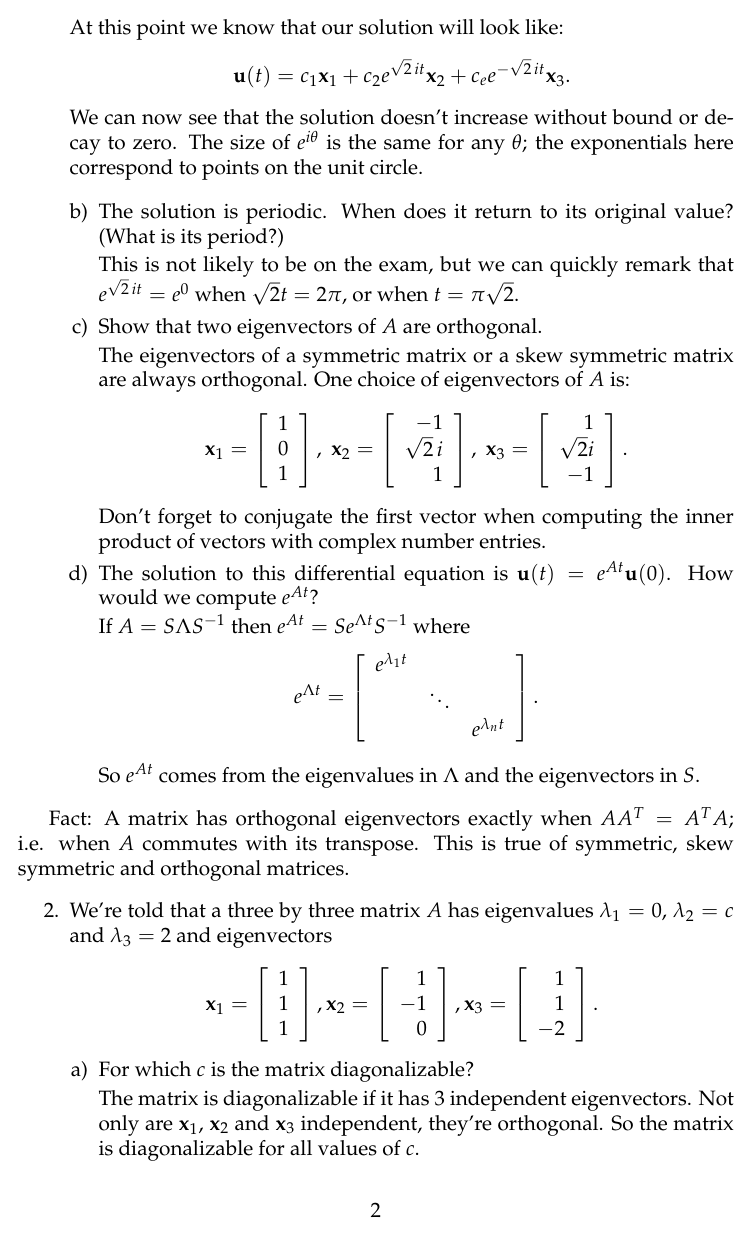 At this point we know that our solution will look like:
u(t) = c₁x₁ + c₂e^{√2 it}x₂ + cₑe^{−√2 it}x₃.
We can now see that the solution doesn't increase without bound or de-
cay to zero. The size of e^{iθ} is the same for any θ; the exponentials here
correspond to points on the unit circle.
b) The solution is periodic. When does it return to its original value?
(What is its period?)
This is not likely to be on the exam, but we can quickly remark that
e^{√2 it} = e⁰ when √2t = 2π, or when t = π√2.
c) Show that two eigenvectors of A are orthogonal.
The eigenvectors of a symmetric matrix or a skew symmetric matrix
are always orthogonal. One choice of eigenvectors of A is:
x₁ = [ 1 0 1 ], x₂ = [ −1 √2 i 1 ], x₃ = [ 1 √2i −1 ].
Don't forget to conjugate the first vector when computing the inner
product of vectors with complex number entries.
d) The solution to this differential equation is u(t) = e^{At}u(0). How
would we compute e^{At}?
If A = SΛS⁻¹ then e^{At} = Se^{Λt}S⁻¹ where
e^{Λt} = [ e^{λ₁t} ⋱ e^{λₙt} ].
So e^{At} comes from the eigenvalues in Λ and the eigenvectors in S.
Fact: A matrix has orthogonal eigenvectors exactly when AAᵀ = AᵀA;
i.e. when A commutes with its transpose. This is true of symmetric, skew
symmetric and orthogonal matrices.
2. We're told that a three by three matrix A has eigenvalues λ₁ = 0, λ₂ = c
and λ₃ = 2 and eigenvectors
x₁ = [ 1 1 1 ], x₂ = [ 1 −1 0 ], x₃ = [ 1 1 −2 ].
a) For which c is the matrix diagonalizable?
The matrix is diagonalizable if it has 3 independent eigenvectors. Not
only are x₁, x₂ and x₃ independent, they're orthogonal. So the matrix
is diagonalizable for all values of c.
2